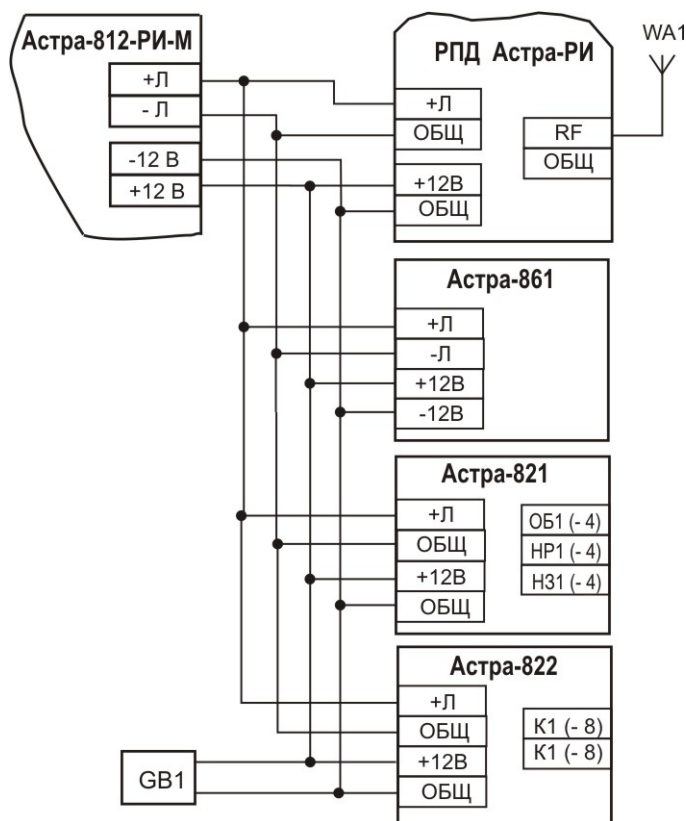 Астра-812-РИ-М
+Л
- Л
-12 В
+12 В
РПД Астра-РИ
+Л
ОБЩ
+12В
ОБЩ
RF
ОБЩ
WA1
Астра-861
+Л
-Л
+12В
-12В
Астра-821
+Л
ОБЩ
+12В
ОБЩ
ОБ1 (- 4)
НР1 (- 4)
НЗ1 (- 4)
Астра-822
+Л
ОБЩ
+12В
ОБЩ
К1 (- 8)
К1 (- 8)
GB1